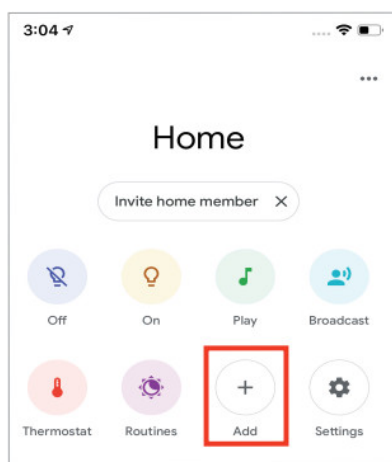 3:04
Home
Invite home member X
Off On Play Broadcast
Thermostat Routines Add Settings